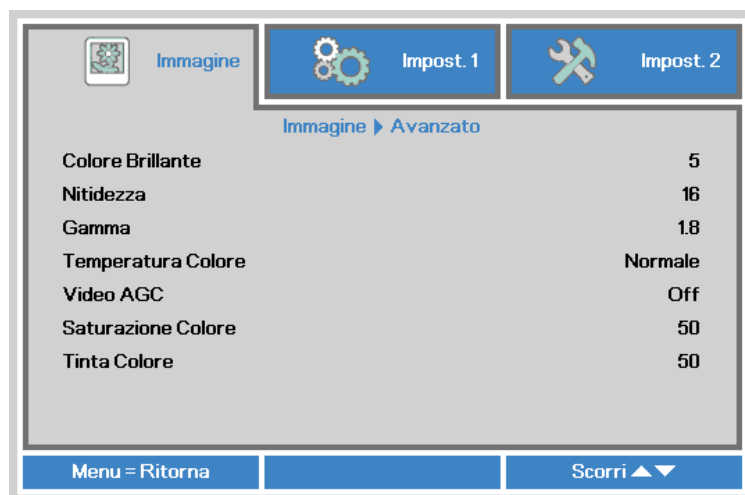 Immagine
Impost. 1
Impost. 2
Immagine ▶ Avanzato
Colore Brillante 5
Nitidezza 16
Gamma 1.8
Temperatura Colore Normale
Video AGC Off
Saturazione Colore 50
Tinta Colore 50
Menu = Ritorna
Scorri ▲▼